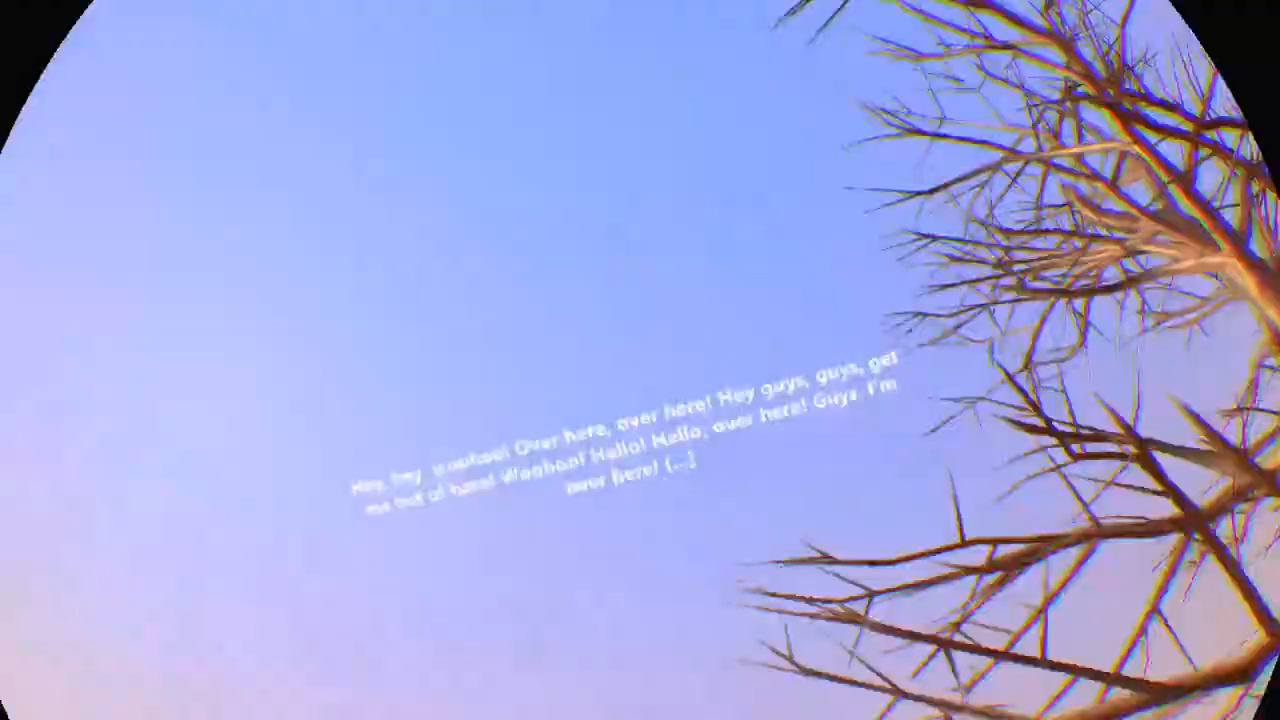 Hey, hey, woohoo! Over here, over here! Hey guys, guys, get
me out of here! Woohoo! Hello! Hello, over here! Guys. I'm
over here! (...)